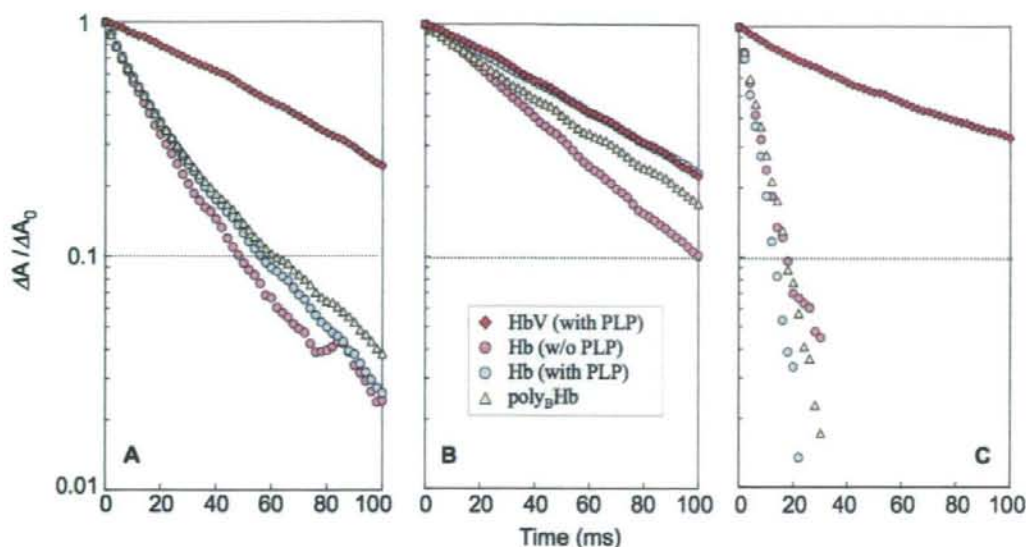 ΔA / ΔA₀
1
0.1
0.01
A
B
C
HbV (with PLP)
Hb (w/o PLP)
Hb (with PLP)
poly_BHb
0 20 40 60 80 100
0 20 40 60 80 100
0 20 40 60 80 100
Time (ms)